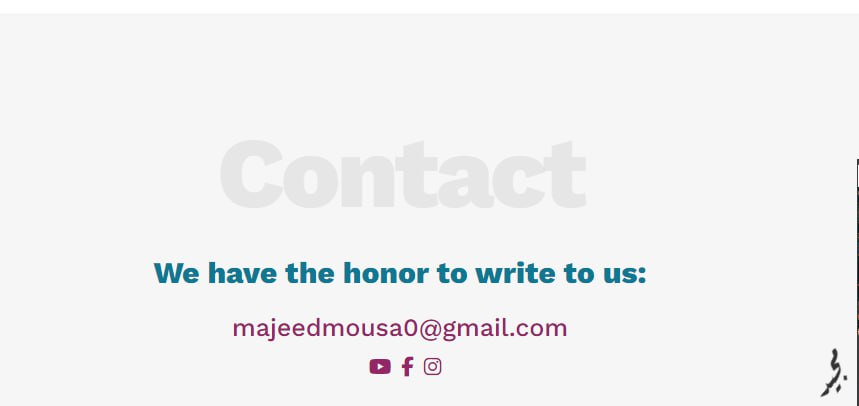 Contact
We have the honor to write to us:
majeedmousa0@gmail.com